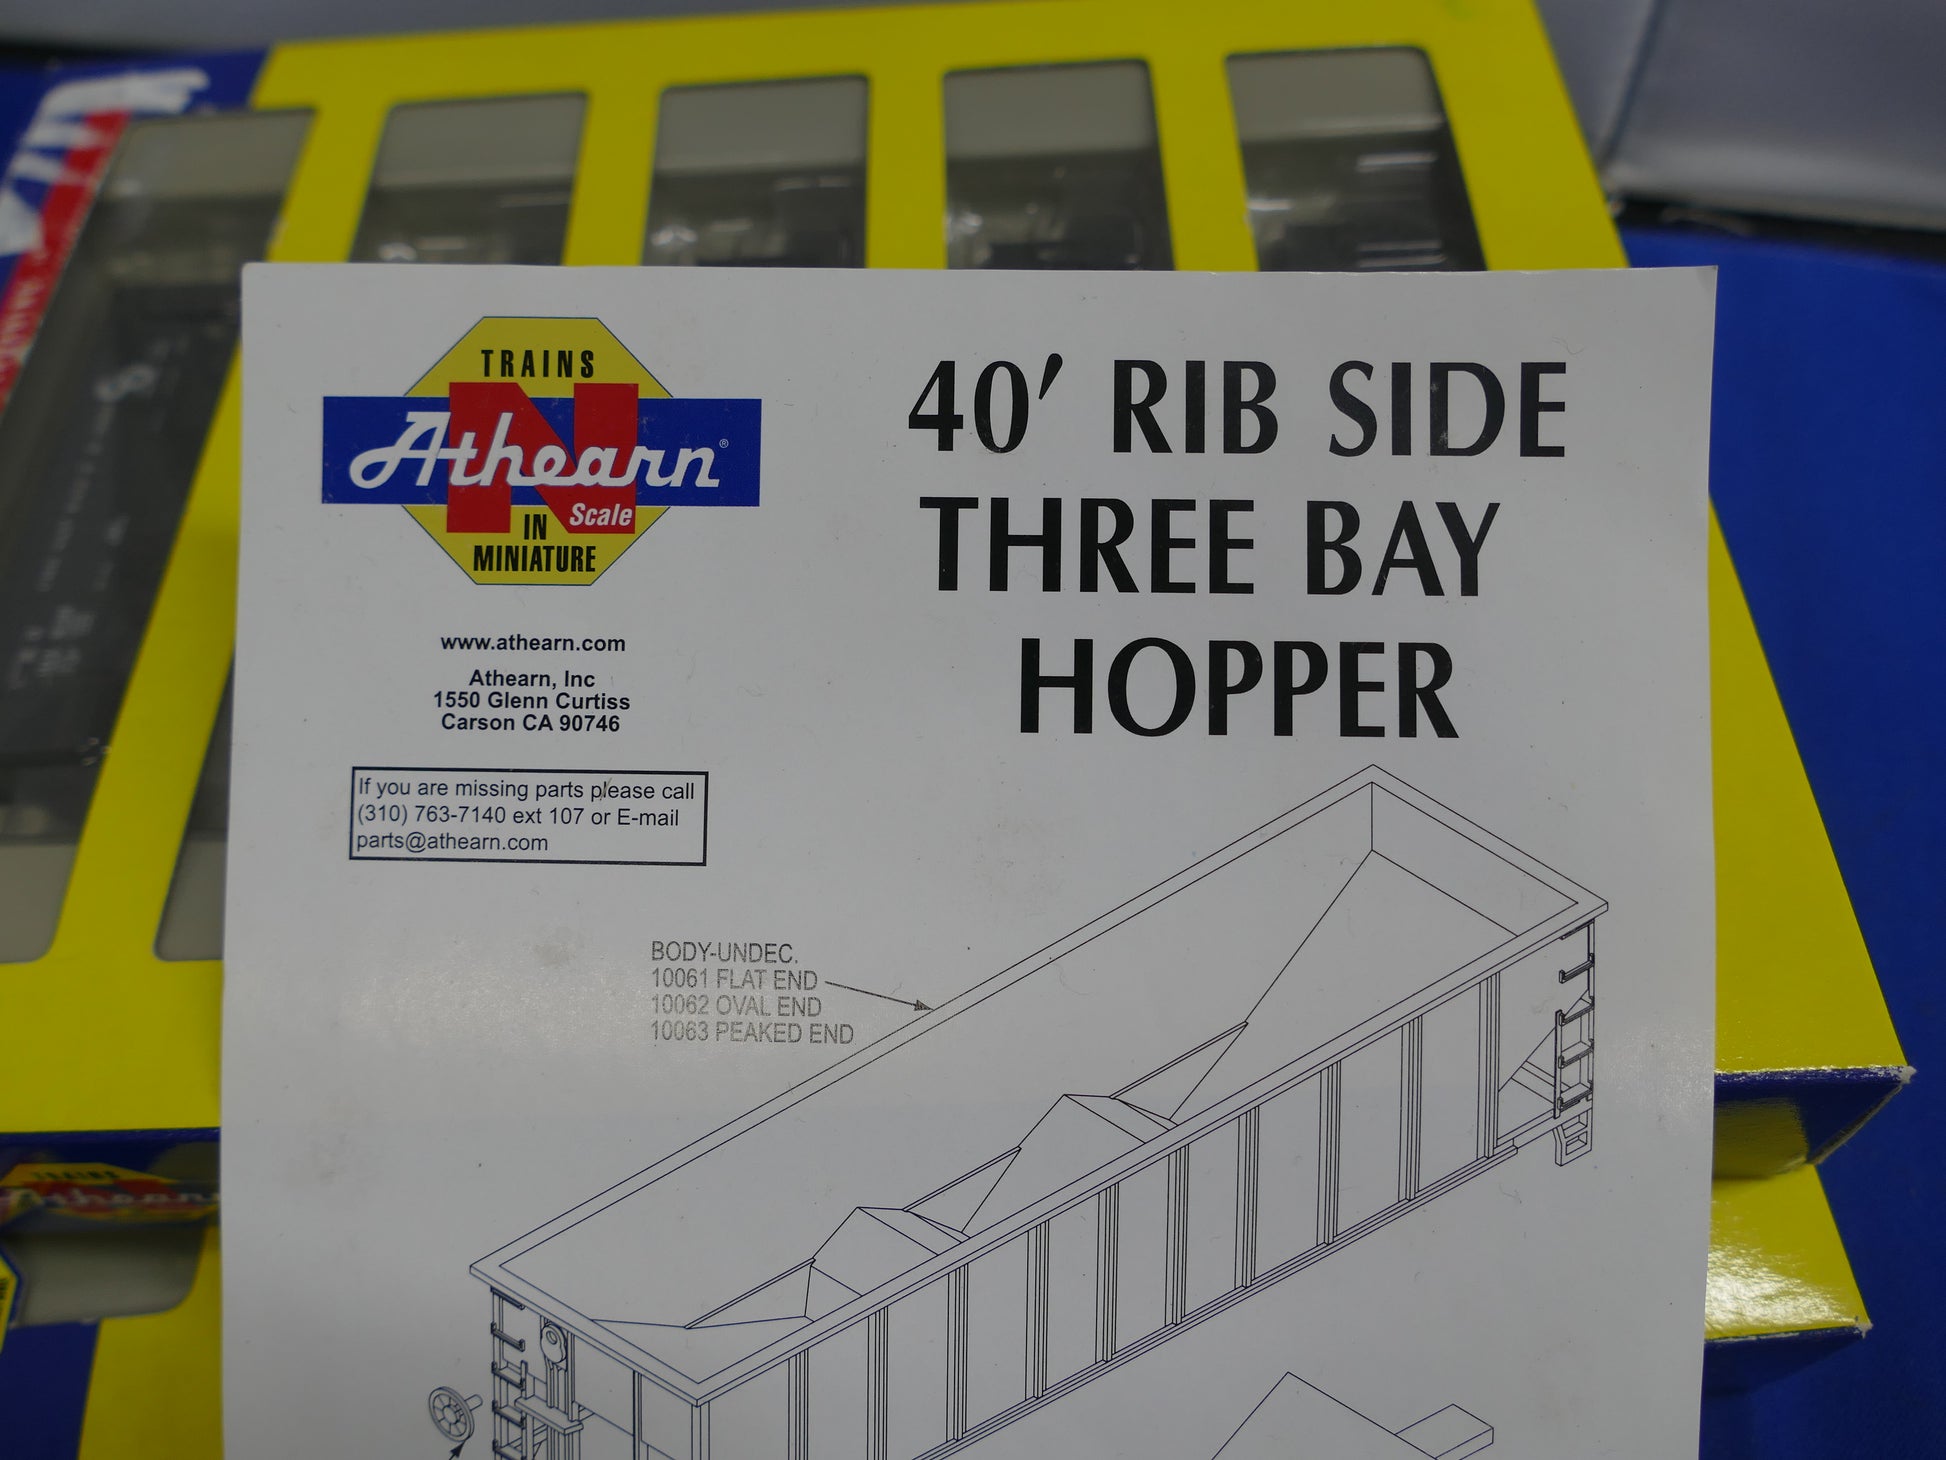 TRAINS
N
Athearn®
Scale
IN
MINIATURE
www.athearn.com
Athearn, Inc
1550 Glenn Curtiss
Carson CA 90746
If you are missing parts please call
(310) 763-7140 ext 107 or E-mail
parts@athearn.com
40' RIB SIDE
THREE BAY
HOPPER
BODY-UNDEC.
10061 FLAT END
10062 OVAL END
10063 PEAKED END
TRAINS
Athearn